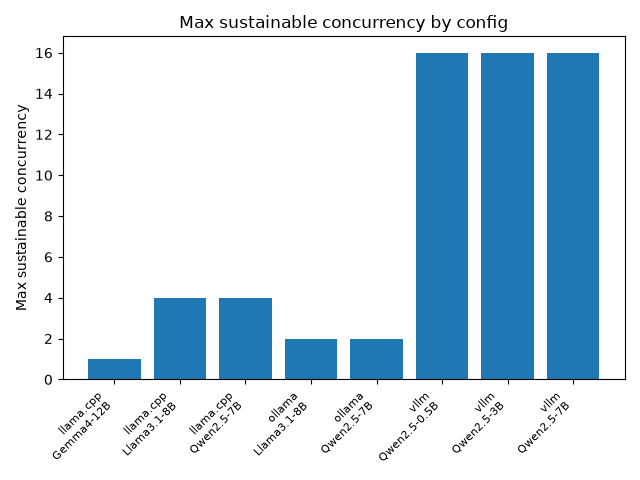 Max sustainable concurrency by config
Max sustainable concurrency
16
14
12
10
8
6
4
2
0
llama.cpp
Gemma4-12B
llama.cpp
Llama3.1-8B
llama.cpp
Qwen2.5-7B
ollama
Llama3.1-8B
ollama
Qwen2.5-7B
vllm
Qwen2.5-0.5B
vllm
Qwen2.5-3B
vllm
Qwen2.5-7B